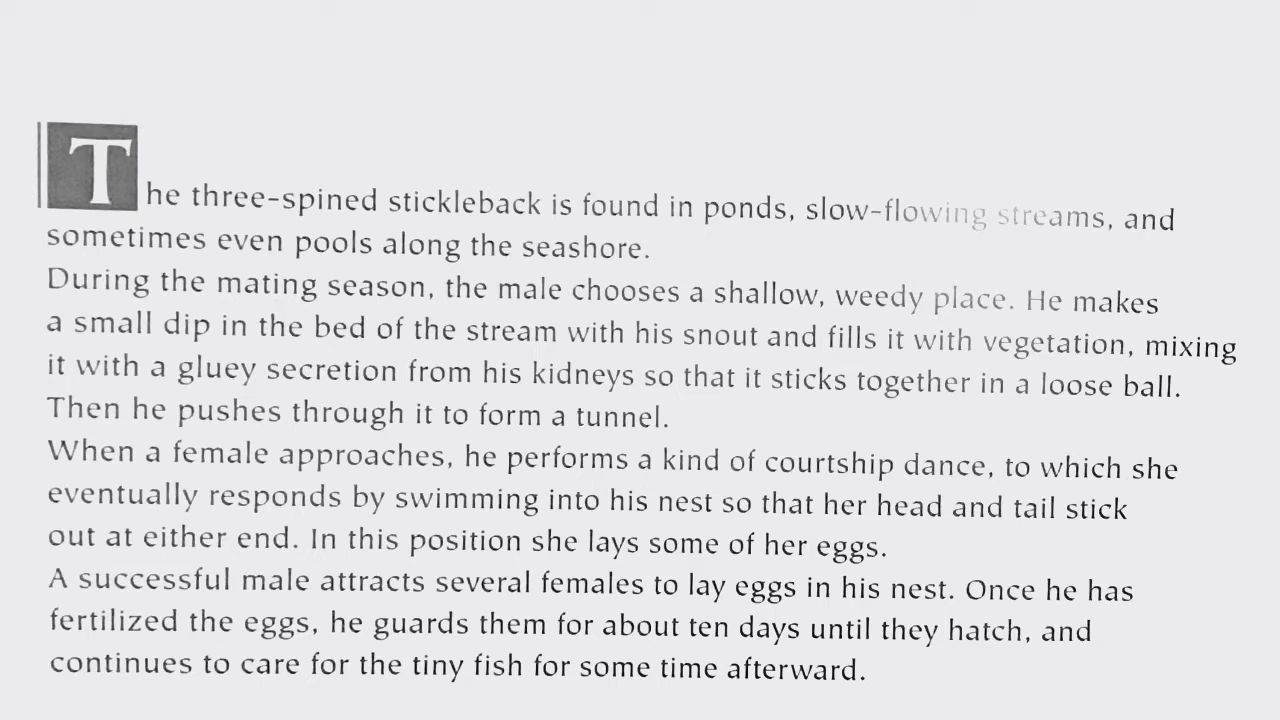 The three-spined stickleback is found in ponds, slow-flowing streams, and
sometimes even pools along the seashore.
During the mating season, the male chooses a shallow, weedy place. He makes
a small dip in the bed of the stream with his snout and fills it with vegetation, mixing
it with a gluey secretion from his kidneys so that it sticks together in a loose ball.
Then he pushes through it to form a tunnel.
When a female approaches, he performs a kind of courtship dance, to which she
eventually responds by swimming into his nest so that her head and tail stick
out at either end. In this position she lays some of her eggs.
A successful male attracts several females to lay eggs in his nest. Once he has
fertilized the eggs, he guards them for about ten days until they hatch, and
continues to care for the tiny fish for some time afterward.